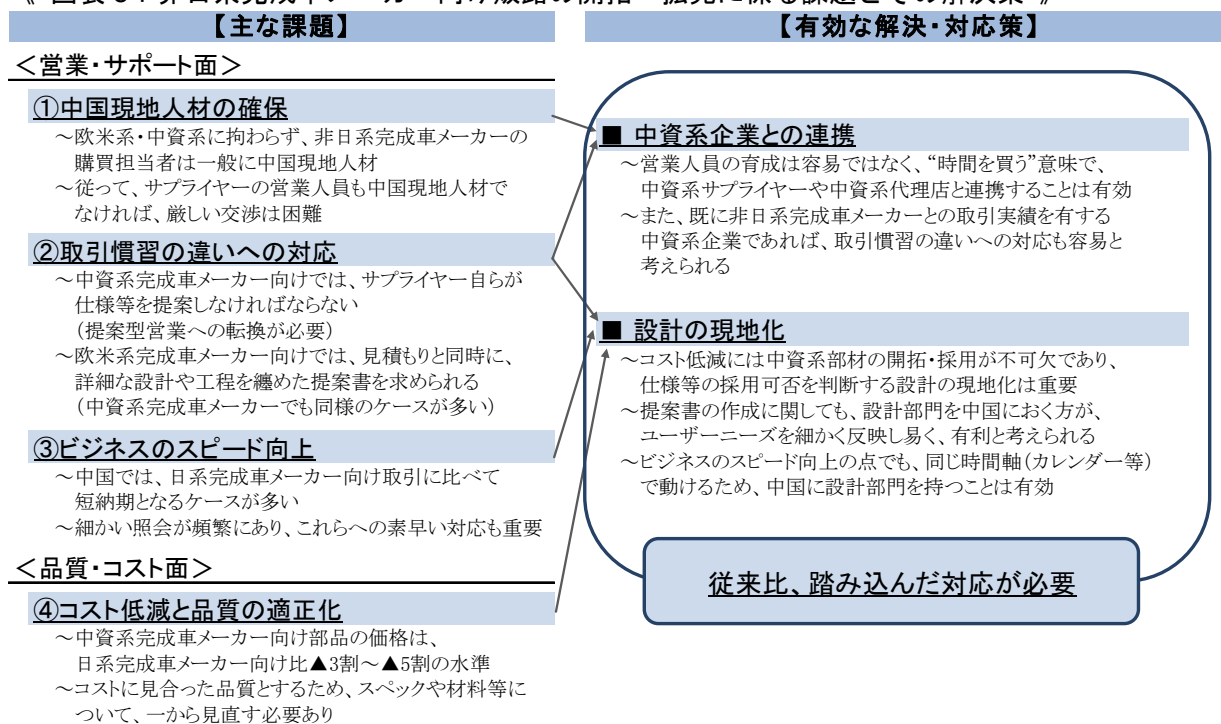 【主な課題】
＜営業・サポート面＞
①中国現地人材の確保
～欧米系・中資系に拘わらず、非日系完成車メーカーの
購買担当者は一般に中国現地人材
～従って、サプライヤーの営業人員も中国現地人材で
なければ、厳しい交渉は困難
②取引慣習の違いへの対応
～中資系完成車メーカー向けでは、サプライヤー自らが
仕様等を提案しなければならない
（提案型営業への転換が必要）
～欧米系完成車メーカー向けでは、見積もりと同時に、
詳細な設計や工程を纏めた提案書を求められる
（中資系完成車メーカーでも同様のケースが多い）
③ビジネスのスピード向上
～中国では、日系完成車メーカー向け取引に比べて
短納期となるケースが多い
～細かい照会が頻繁にあり、これらへの素早い対応も重要
＜品質・コスト面＞
④コスト低減と品質の適正化
～中資系完成車メーカー向け部品の価格は、
日系完成車メーカー向け比▲3割～▲5割の水準
～コストに見合った品質とするため、スペックや材料等に
ついて、一から見直す必要あり
【有効な解決・対応策】
■ 中資系企業との連携
～営業人員の育成は容易ではなく、“時間を買う”意味で、
中資系サプライヤーや中資系代理店と連携することは有効
～また、既に非日系完成車メーカーとの取引実績を有する
中資系企業であれば、取引慣習の違いへの対応も容易と
考えられる
■ 設計の現地化
～コスト低減には中資系部材の開拓・採用が不可欠であり、
仕様等の採用可否を判断する設計の現地化は重要
～提案書の作成に関しても、設計部門を中国におく方が、
ユーザーニーズを細かく反映し易く、有利と考えられる
～ビジネスのスピード向上の点でも、同じ時間軸（カレンダー等）
で動けるため、中国に設計部門を持つことは有効
従来比、踏み込んだ対応が必要